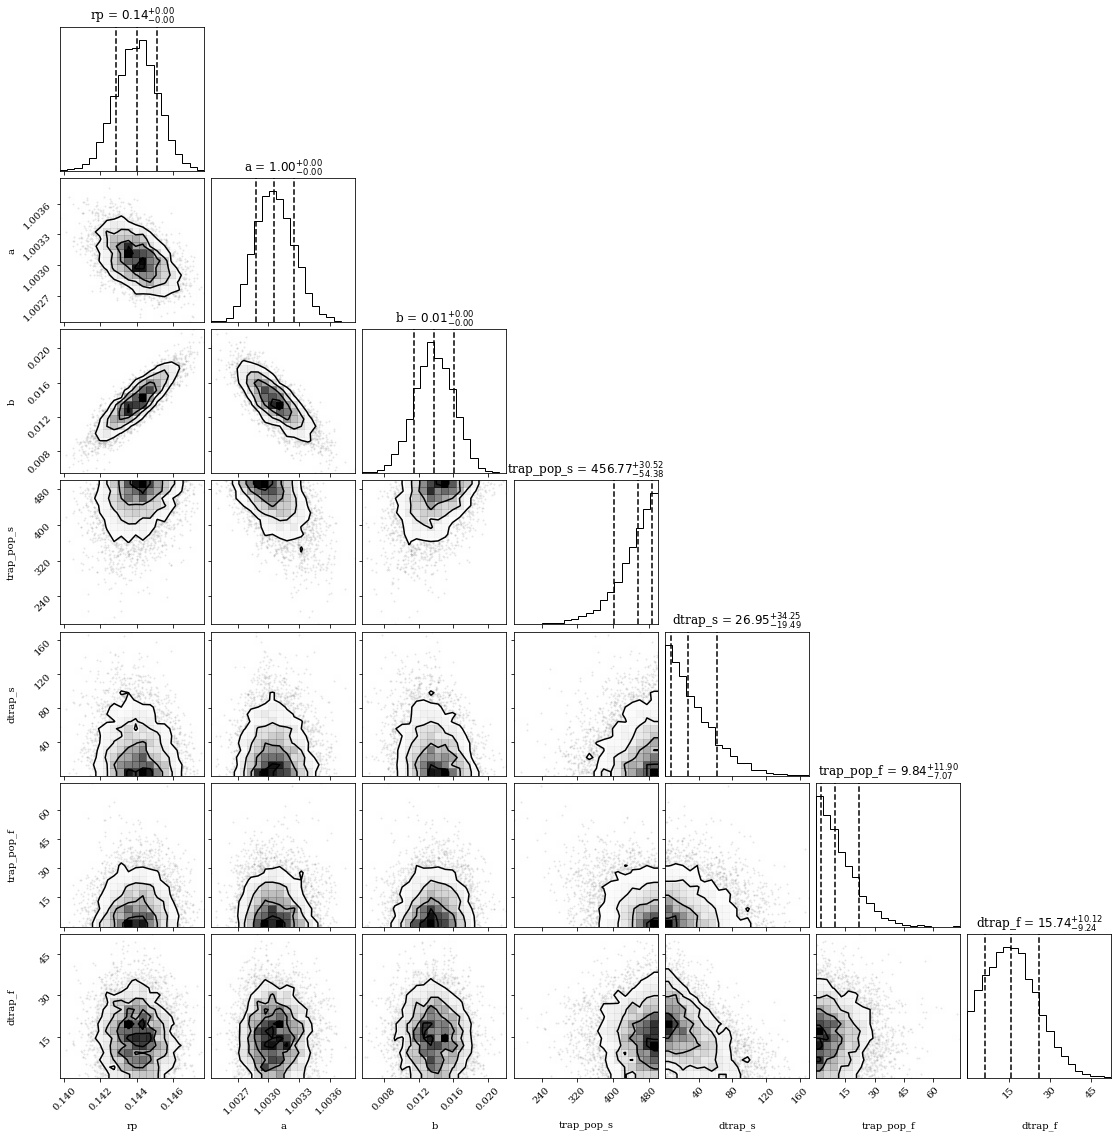 rp = 0.14+0.00−0.00
a = 1.00+0.00−0.00
1.0036
1.0033
1.0030
1.0027
a
b = 0.01+0.00−0.00
0.020
0.016
0.012
0.008
b
trap_pop_s = 456.77+30.52−54.38
480
400
320
240
trap_pop_s
dtrap_s = 26.95+34.25−19.49
160
120
80
40
dtrap_s
trap_pop_f = 9.84+11.90−7.07
60
45
30
15
trap_pop_f
dtrap_f = 15.74+10.12−9.24
45
30
15
dtrap_f
0.140 0.142 0.144 0.146 1.0027 1.0030 1.0033 1.0036 0.008 0.012 0.016 0.020 240 320 400 480 40 80 120 160 15 30 45 60 15 30 45
rp a b trap_pop_s dtrap_s trap_pop_f dtrap_f